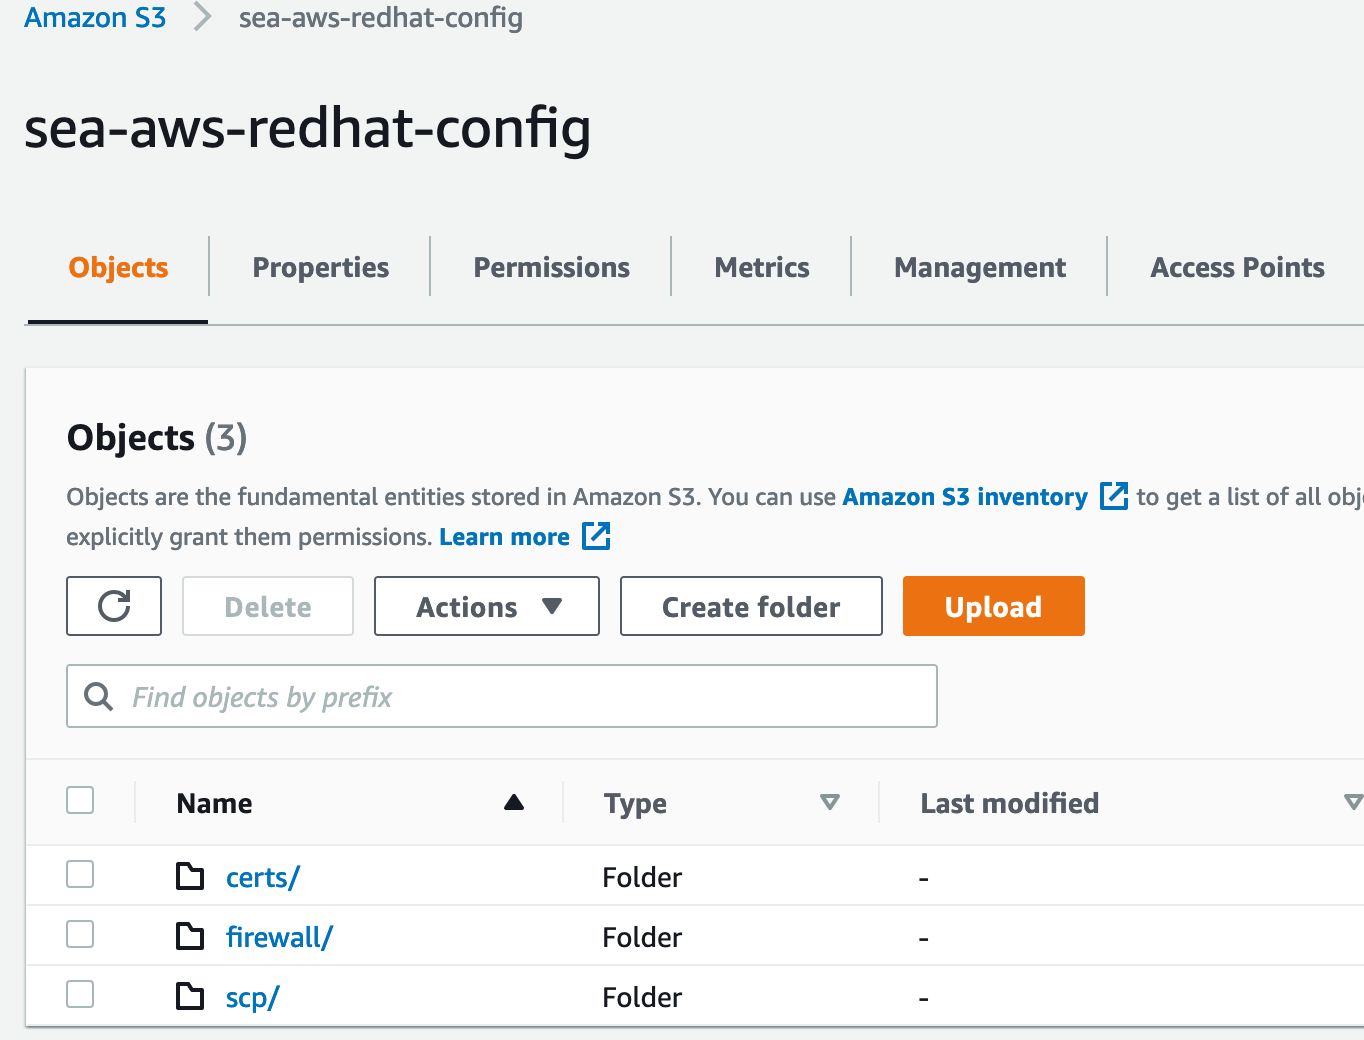 Amazon S3 sea-aws-redhat-config
sea-aws-redhat-config
Objects Properties Permissions Metrics Management Access Points
Objects (3)
Objects are the fundamental entities stored in Amazon S3. You can use Amazon S3 inventory to get a list of all
explicitly grant them permissions. Learn more
Delete Actions Create folder Upload
Find objects by prefix
Name Type Last modified
certs/ Folder -
firewall/ Folder -
scp/ Folder -